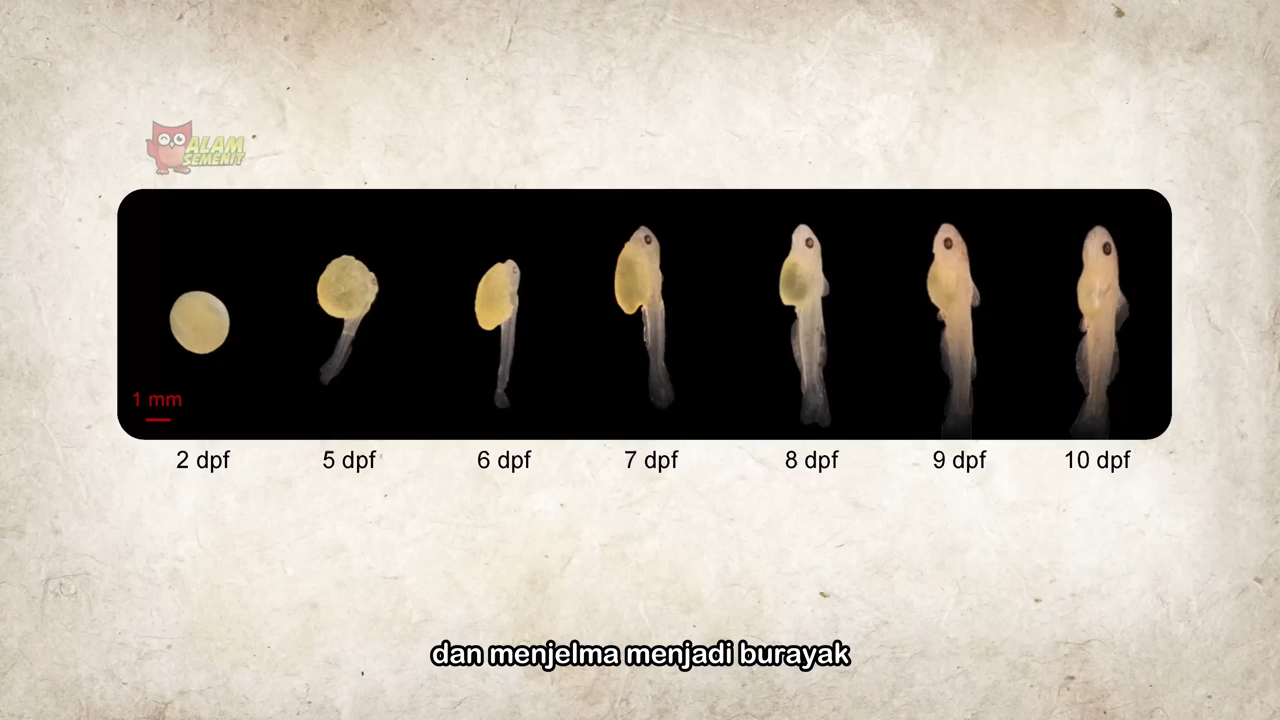 ALAM
SEMENIT
1 mm
2 dpf 5 dpf 6 dpf 7 dpf 8 dpf 9 dpf 10 dpf
dan menjelma menjadi burayak